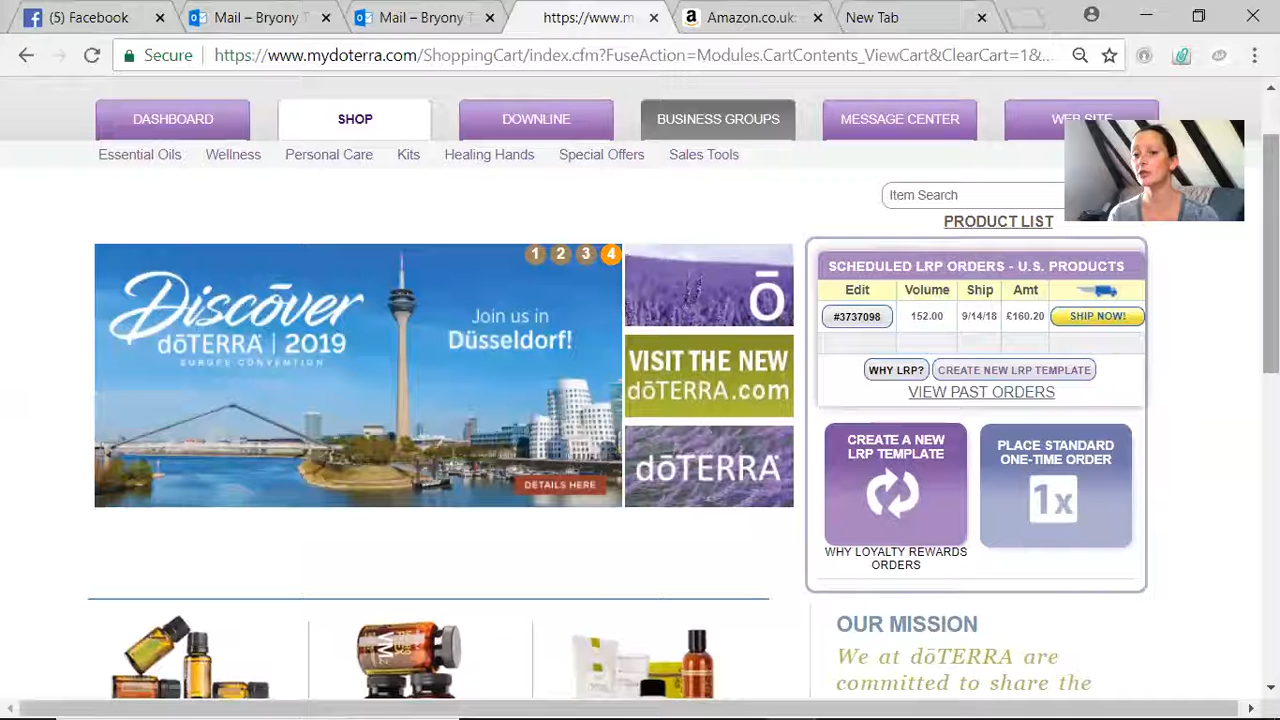 (5) Facebook
Mail – Bryony T
Mail – Bryony T
https://www.m
Amazon.co.uk:
New Tab
Secure
https://www.mydoterra.com/ShoppingCart/index.cfm?FuseAction=Modules.CartContents_ViewCart&ClearCart=1&...
DASHBOARD
SHOP
DOWNLINE
BUSINESS GROUPS
MESSAGE CENTER
WEB SITE
Essential Oils
Wellness
Personal Care
Kits
Healing Hands
Special Offers
Sales Tools
Item Search
PRODUCT LIST
1 2 3 4
Discōver
dōTERRA | 2019
EUROPE CONVENTION
Join us in
Düsseldorf!
DETAILS HERE
ō
VISIT THE NEW
dōTERRA.com
dōTERRA
SCHEDULED LRP ORDERS - U.S. PRODUCTS
Edit Volume Ship Amt
#3737098 152.00 9/14/18 £160.20 SHIP NOW!
WHY LRP? CREATE NEW LRP TEMPLATE
VIEW PAST ORDERS
CREATE A NEW
LRP TEMPLATE
PLACE STANDARD
ONE-TIME ORDER
1x
WHY LOYALTY REWARDS
ORDERS
OUR MISSION
We at dōTERRA are
committed to share the